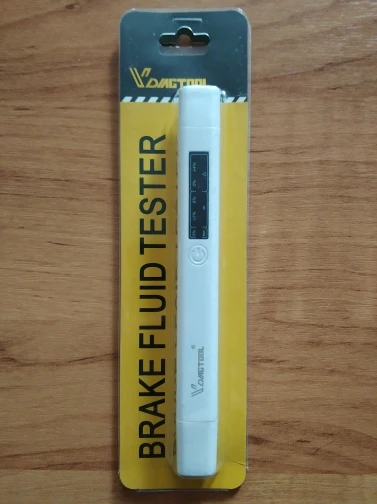 VDIAGTOOL
BRAKE FLUID TESTER
VDIAGTOOL
®